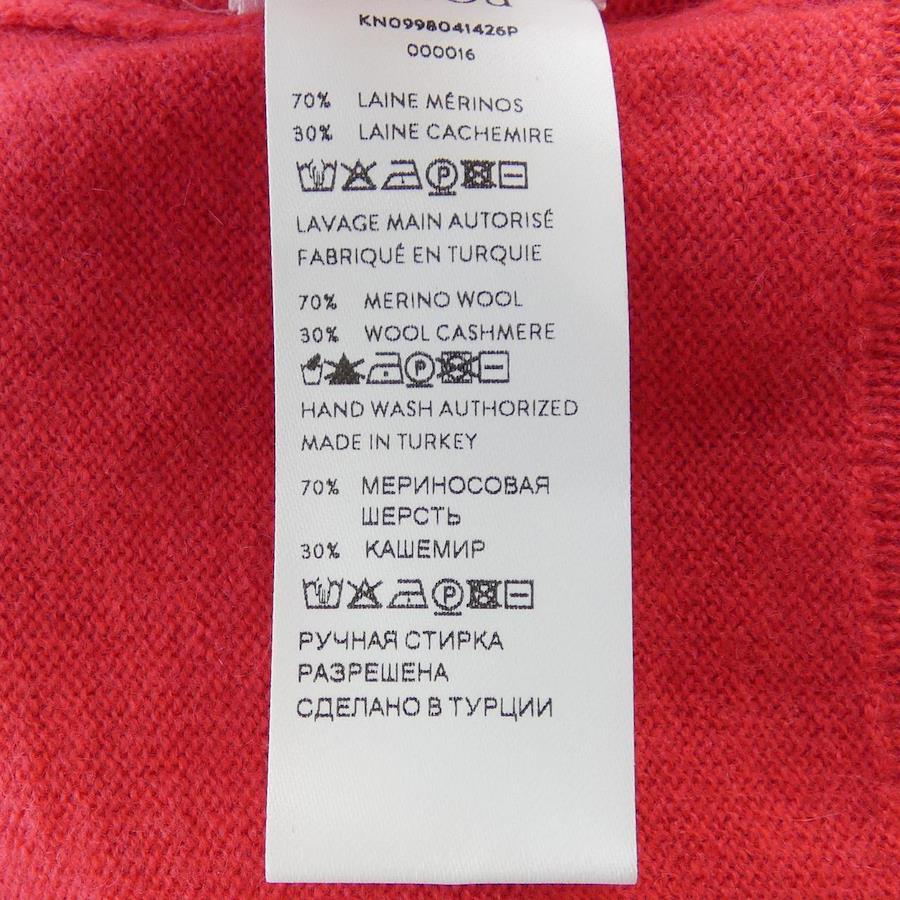 KN0998041426P
000016
70% LAINE MÉRINOS
30% LAINE CACHEMIRE
LAVAGE MAIN AUTORISÉ
FABRIQUÉ EN TURQUIE
70% MERINO WOOL
30% WOOL CASHMERE
HAND WASH AUTHORIZED
MADE IN TURKEY
70% МЕРИНОСОВАЯ
ШЕРСТЬ
30% КАШЕМИР
РУЧНАЯ СТИРКА
РАЗРЕШЕНА
СДЕЛАНО В ТУРЦИИ